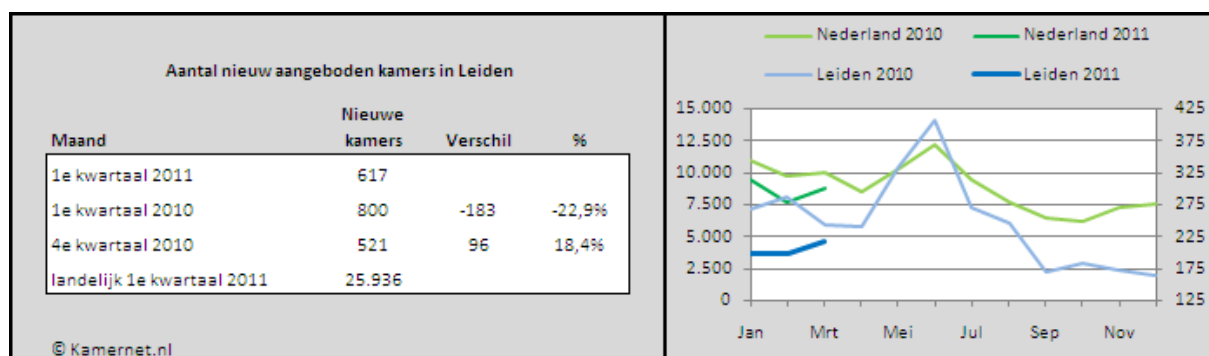 Aantal nieuw aangeboden kamers in Leiden
Nieuwe
Maand kamers Verschil %
1e kwartaal 2011 617
1e kwartaal 2010 800 -183 -22,9%
4e kwartaal 2010 521 96 18,4%
landelijk 1e kwartaal 2011 25.936
© Kamernet.nl
Nederland 2010 Nederland 2011
Leiden 2010 Leiden 2011
15.000 425
12.500 375
10.000 325
7.500 275
5.000 225
2.500 175
0 125
Jan Mrt Mei Jul Sep Nov